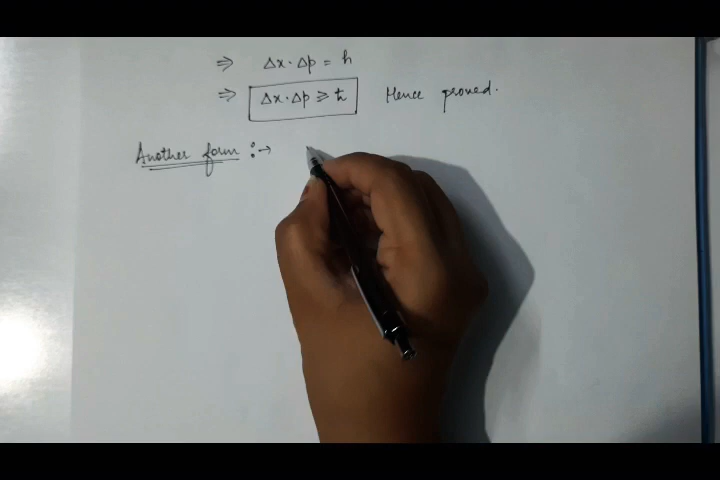 ⇒ Δx·Δp = h
⇒ Δx·Δp ≥ ħ Hence proved.
Another form :→